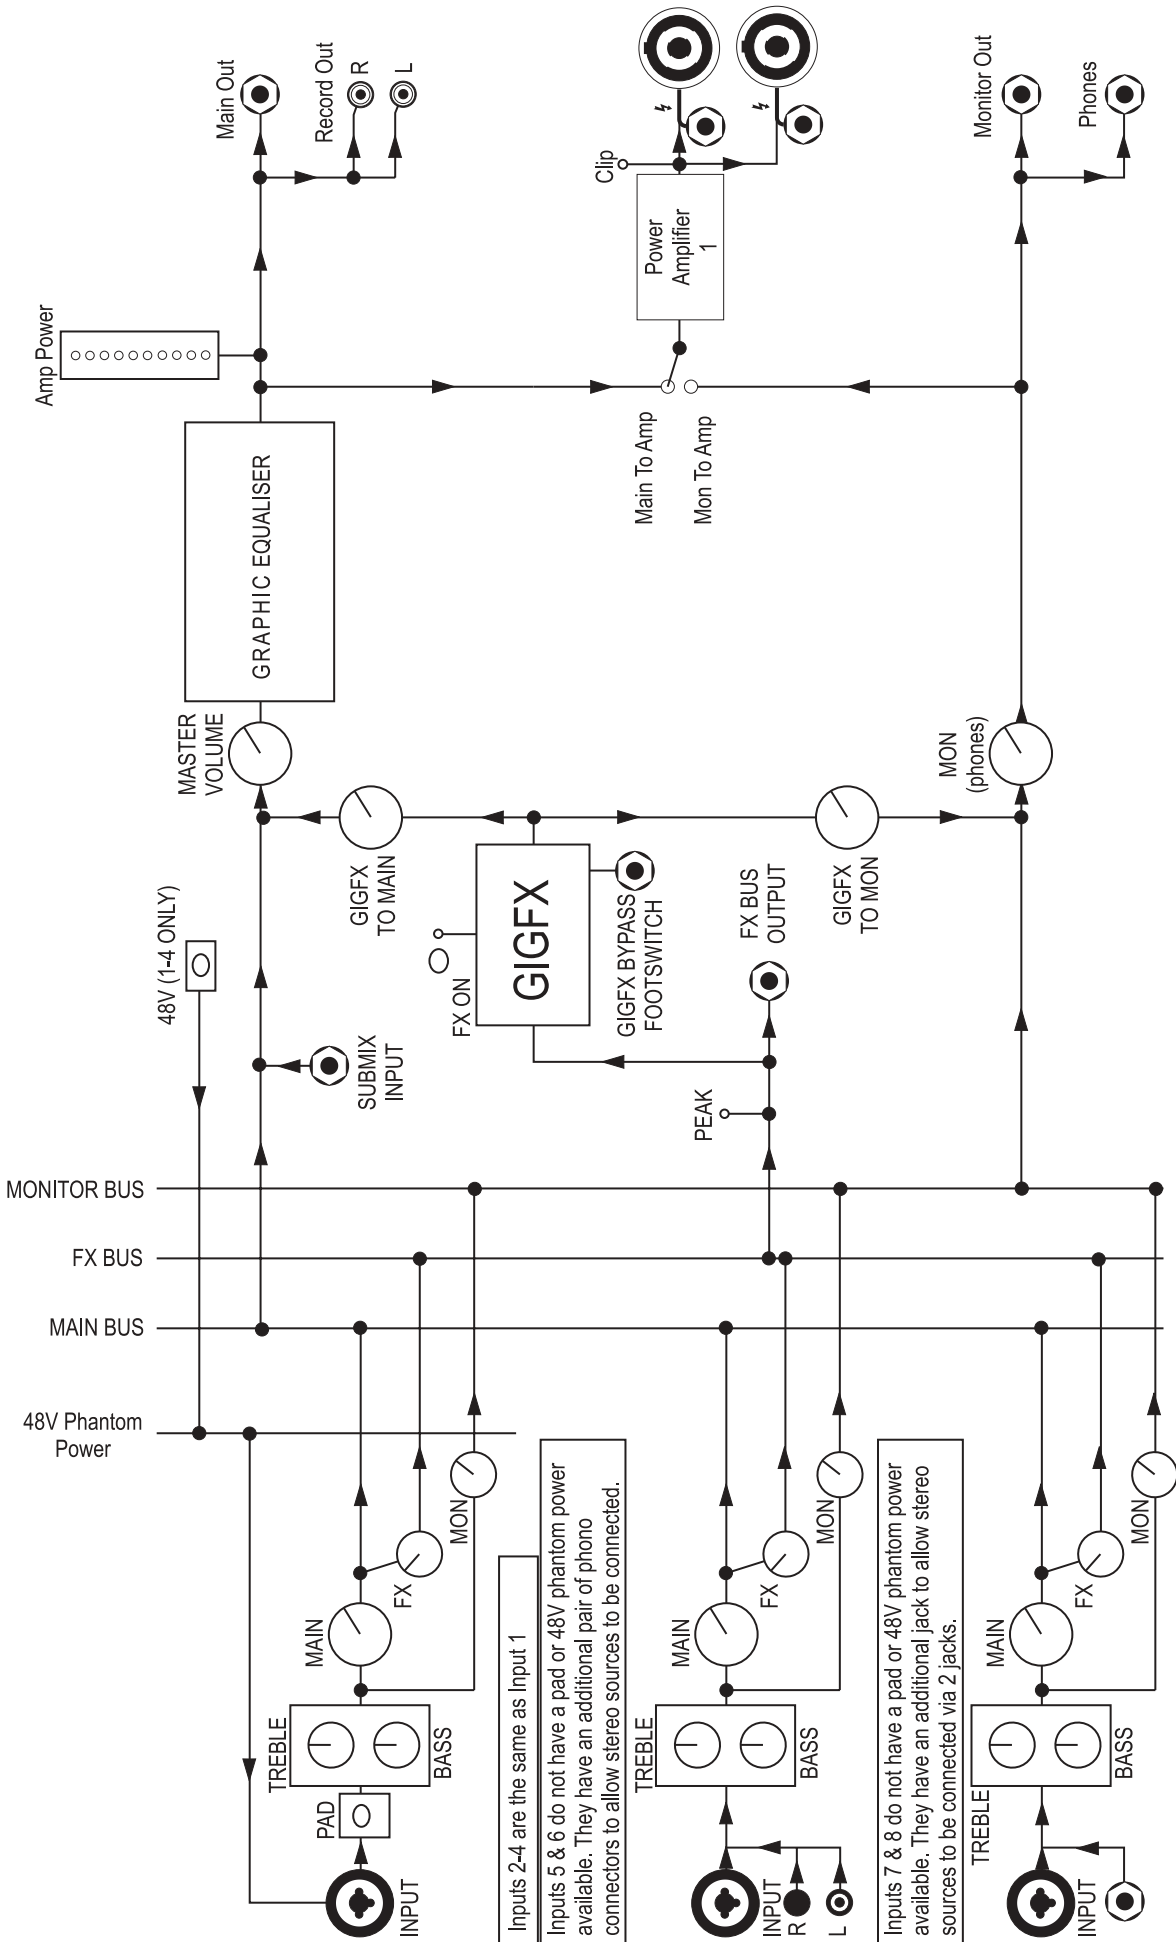 Main Out
Record Out
R
L
Amp Power
Clip
Power
Amplifier
1
Monitor Out
Phones
GRAPHIC EQUALISER
Main To Amp
Mon To Amp
MASTER
VOLUME
MON
(phones)
GIGFX
TO MAIN
GIGFX
FX ON
GIGFX BYPASS
FOOTSWITCH
FX BUS
OUTPUT
GIGFX
TO MON
48V (1-4 ONLY)
SUBMIX
INPUT
PEAK
MONITOR BUS
FX BUS
MAIN BUS
48V Phantom
Power
MAIN
FX
MON
TREBLE
BASS
PAD
INPUT
Inputs 2-4 are the same as Input 1
Inputs 5 & 6 do not have a pad or 48V phantom power
available. They have an additional pair of phono
connectors to allow stereo sources to be connected.
MAIN
FX
MON
TREBLE
BASS
INPUT
R
L
Inputs 7 & 8 do not have a pad or 48V phantom power
available. They have an additional jack to allow stereo
sources to be connected via 2 jacks.
MAIN
FX
MON
TREBLE
BASS
INPUT